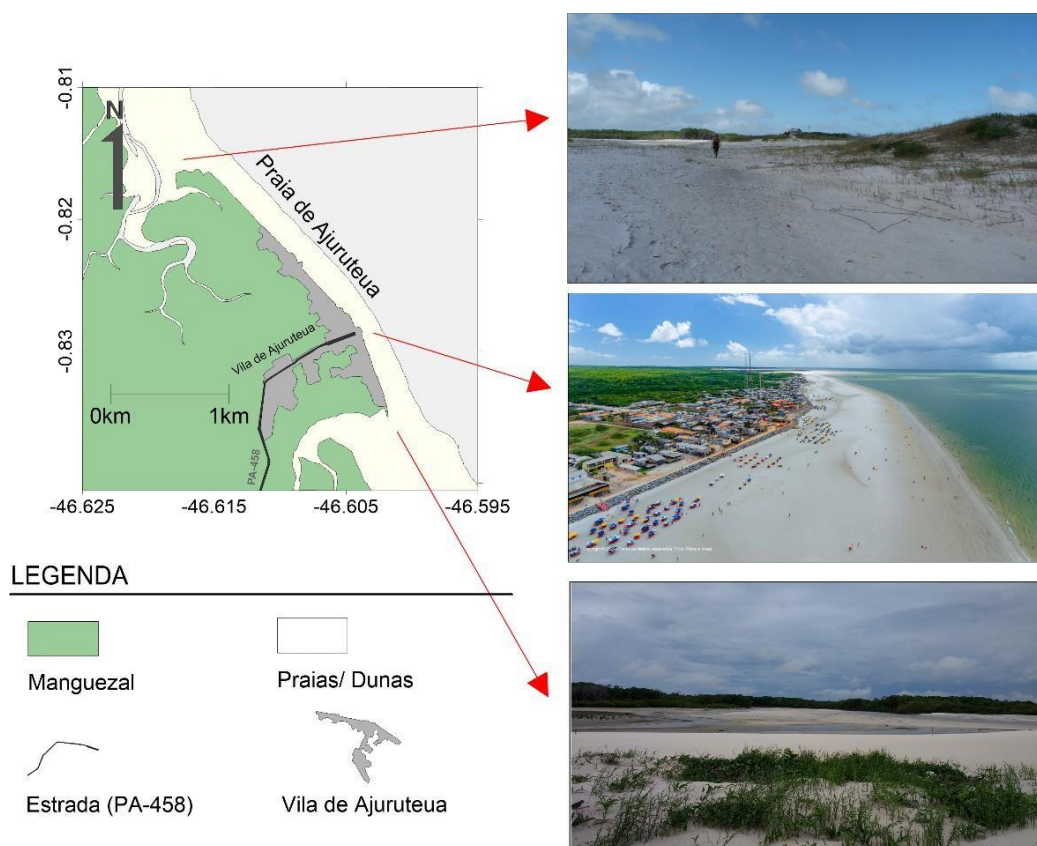 -0.81
N
Praia de Ajuruteua
-0.82
Vila de Ajuruteua
-0.83
0km
1km
PA-458
-46.625
-46.615
-46.605
-46.595
LEGENDA
Manguezal
Praias/ Dunas
Estrada (PA-458)
Vila de Ajuruteua